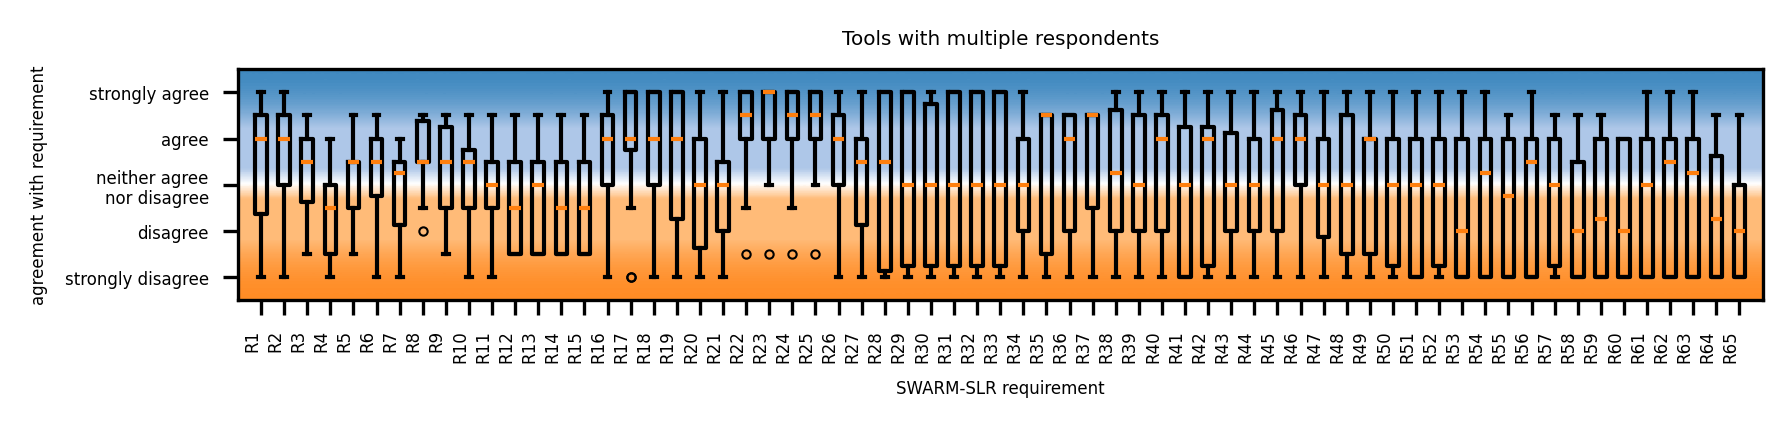 Tools with multiple respondents
agreement with requirement
strongly agree
agree
neither agree
nor disagree
disagree
strongly disagree
R1
R2
R3
R4
R5
R6
R7
R8
R9
R10
R11
R12
R13
R14
R15
R16
R17
R18
R19
R20
R21
R22
R23
R24
R25
R26
R27
R28
R29
R30
R31
R32
R33
R34
R35
R36
R37
R38
R39
R40
R41
R42
R43
R44
R45
R46
R47
R48
R49
R50
R51
R52
R53
R54
R55
R56
R57
R58
R59
R60
R61
R62
R63
R64
R65
SWARM-SLR requirement